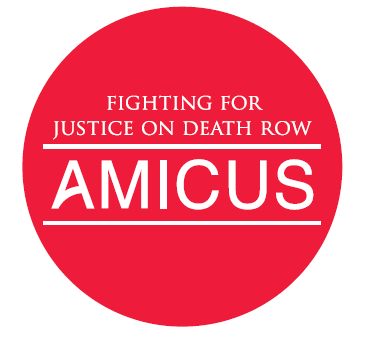 FIGHTING FOR
JUSTICE ON DEATH ROW
AMICUS